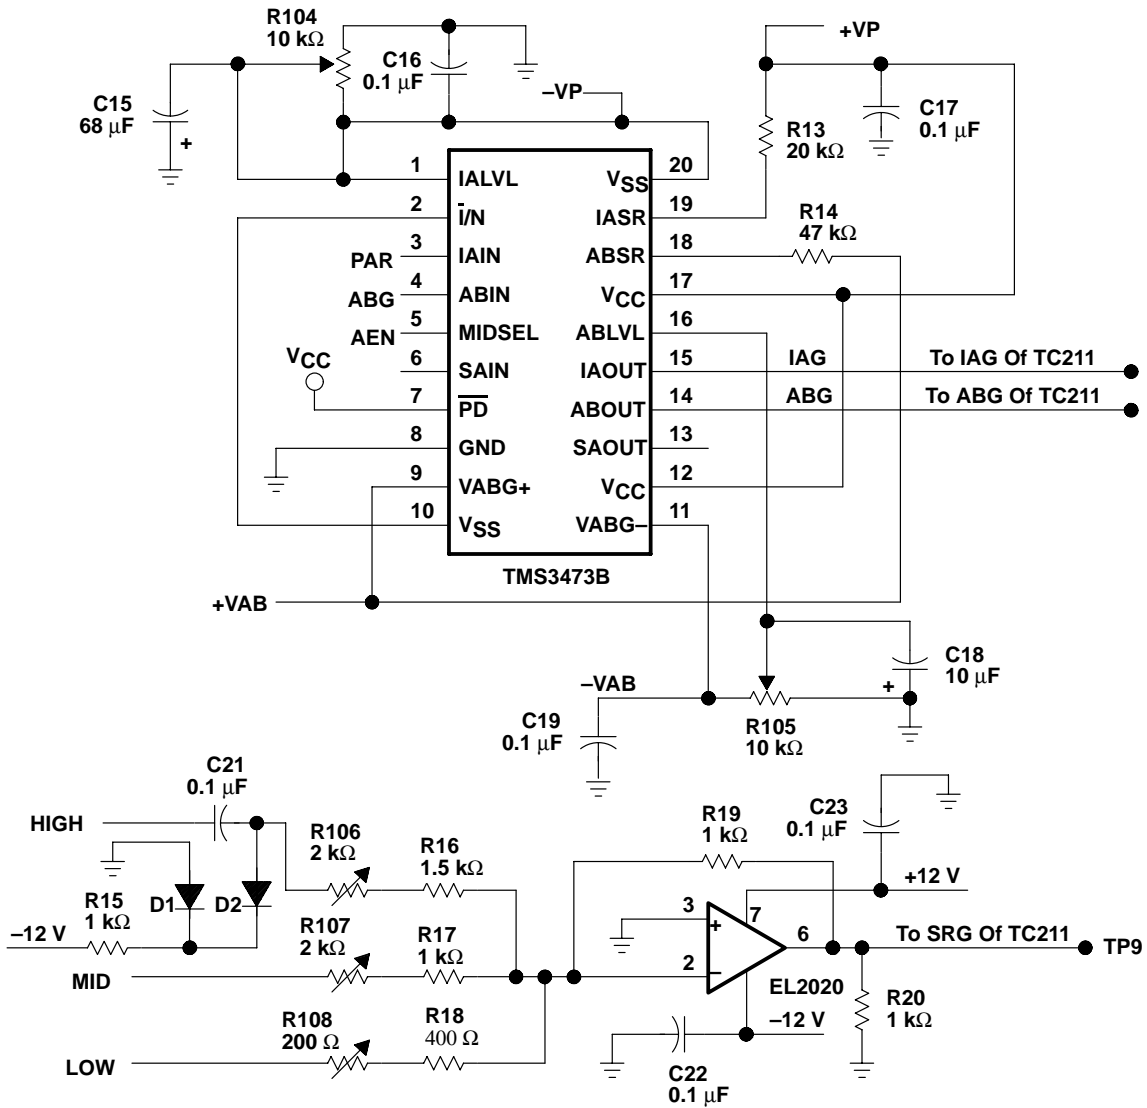 R104
10 kΩ
C15
68 μF
+
C16
0.1 μF
–VP
+VP
R13
20 kΩ
C17
0.1 μF
R14
47 kΩ
1 IALVL
2 I/N
3 IAIN
PAR
4 ABIN
ABG
5 MIDSEL
AEN
6 SAIN
VCC
7 PD
8 GND
9 VABG+
10 VSS
VSS 20
IASR 19
ABSR 18
VCC 17
ABLVL 16
IAOUT 15
IAG To IAG Of TC211
ABOUT 14
ABG To ABG Of TC211
SAOUT 13
VCC 12
VABG– 11
TMS3473B
+VAB
–VAB
C19
0.1 μF
R105
10 kΩ
+
C18
10 μF
HIGH
C21
0.1 μF
D1
D2
R15
1 kΩ
–12 V
R106
2 kΩ
R16
1.5 kΩ
MID
R107
2 kΩ
R17
1 kΩ
LOW
R108
200 Ω
R18
400 Ω
R19
1 kΩ
3
+
2
–
7
6
EL2020
C23
0.1 μF
+12 V
–12 V
C22
0.1 μF
To SRG Of TC211
TP9
R20
1 kΩ